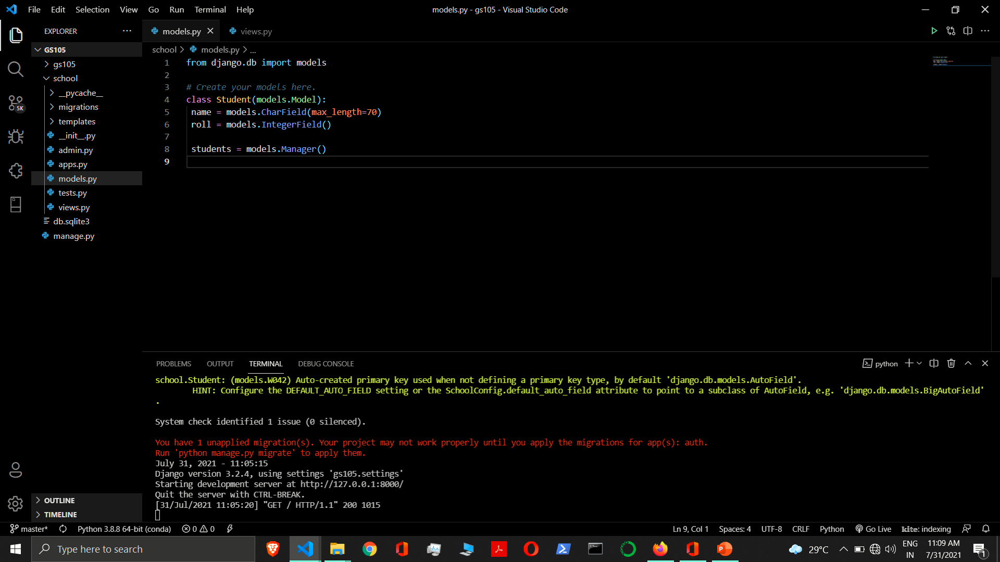 File Edit Selection View Go Run Terminal Help
models.py - gs105 - Visual Studio Code
EXPLORER
GS105
gs105
school
__pycache__
migrations
templates
__init__.py
admin.py
apps.py
models.py
tests.py
views.py
db.sqlite3
manage.py
5K
OUTLINE
TIMELINE
models.py views.py
school > models.py > ...
1 from django.db import models
2
3 # Create your models here.
4 class Student(models.Model):
5 name = models.CharField(max_length=70)
6 roll = models.IntegerField()
7
8 students = models.Manager()
9
PROBLEMS OUTPUT TERMINAL DEBUG CONSOLE
python
school.Student: (models.W042) Auto-created primary key used when not defining a primary key type, by default 'django.db.models.AutoField'.
HINT: Configure the DEFAULT_AUTO_FIELD setting or the SchoolConfig.default_auto_field attribute to point to a subclass of AutoField, e.g. 'django.db.models.BigAutoField'
.
System check identified 1 issue (0 silenced).
You have 1 unapplied migration(s). Your project may not work properly until you apply the migrations for app(s): auth.
Run 'python manage.py migrate' to apply them.
July 31, 2021 - 11:05:15
Django version 3.2.4, using settings 'gs105.settings'
Starting development server at http://127.0.0.1:8000/
Quit the server with CTRL-BREAK.
[31/Jul/2021 11:05:20] "GET / HTTP/1.1" 200 1015
master* Python 3.8.8 64-bit (conda) 0 0
Ln 9, Col 1 Spaces: 4 UTF-8 CRLF Python Go Live kite: indexing
Type here to search
29°C
ENG
IN
11:09 AM
7/31/2021
1